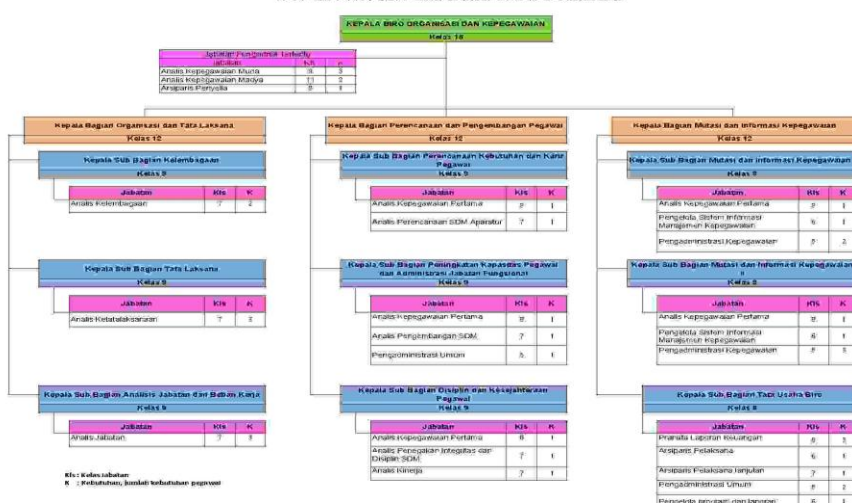 KEPALA BIRO ORGANISASI DAN KEPEGAWAIAN
Kelas
Jabatan Fungsional Tertentu
Jabatan Kls K
Analis Kepegawaian Muda 3
Analis Kepegawaian Madya 11 2
Arsiparis Penyelia 8 1
Kepala Bagian Organisasi dan Tata Laksana
Kelas 12
Kepala Sub Bagian Kelembagaan
Kelas 9
Jabatan Kls K
Analis Kelembagaan 7 2
Kepala Sub Bagian Tata Laksana
Kelas 9
Jabatan Kls K
Analis Ketatalaksanaan 7 3
Kepala Sub Bagian Analisis Jabatan dan Beban Kerja
Kelas 9
Jabatan Kls K
Analis Jabatan 7 3
Kepala Bagian Perencanaan dan Pengembangan Pegawai
Kelas 12
Kepala Sub Bagian Perencanaan Kebutuhan dan Karir
Pegawai
Kelas 9
Jabatan Kls K
Analis Kepegawaian Pertama 8 1
Analis Perencanaan SDM Aparatur 7 1
Kepala Sub Bagian Peningkatan Kapasitas Pegawai
dan Administrasi Jabatan Fungsional
Kelas 9
Jabatan Kls K
Analis Kepegawaian Pertama 8 1
Analis Pengembangan SDM 7 1
Pengadministrasi Umum 5 1
Kepala Sub Bagian Disiplin dan Kesejahteraan
Pegawai
Kelas 9
Jabatan Kls K
Analis Kepegawaian Pertama 8 1
Analis Penegakan Integritas dan
Disiplin SDM 7 1
Analis Kinerja 7 1
Kepala Bagian Mutasi dan Informasi Kepegawaian
Kelas 12
Kepala Sub Bagian Mutasi dan Informasi Kepegawaian
Kelas 9
Jabatan Kls K
Analis Kepegawaian Pertama 8 1
Pengelola Sistem Informasi
Manajemen Kepegawaian 6 1
Pengadministrasi Kepegawaian 5 2
Kepala Sub Bagian Mutasi dan Informasi Kepegawaian
II
Kelas 9
Jabatan Kls K
Analis Kepegawaian Pertama 8 1
Pengelola Sistem Informasi
Manajemen Kepegawaian 6 1
Pengadministrasi Kepegawaian 5 3
Kepala Sub Bagian Tata Usaha Biro
Kelas
Jabatan Kls K
Pranata Laporan Keuangan
Arsiparis Pelaksana 6 1
Arsiparis Pelaksana lanjutan 7 1
Pengadministrasi Umum 5 2
dan laporan 6 1
Kls : Kelas Jabatan
K : Kebutuhan, Jumlah kebutuhan pegawai